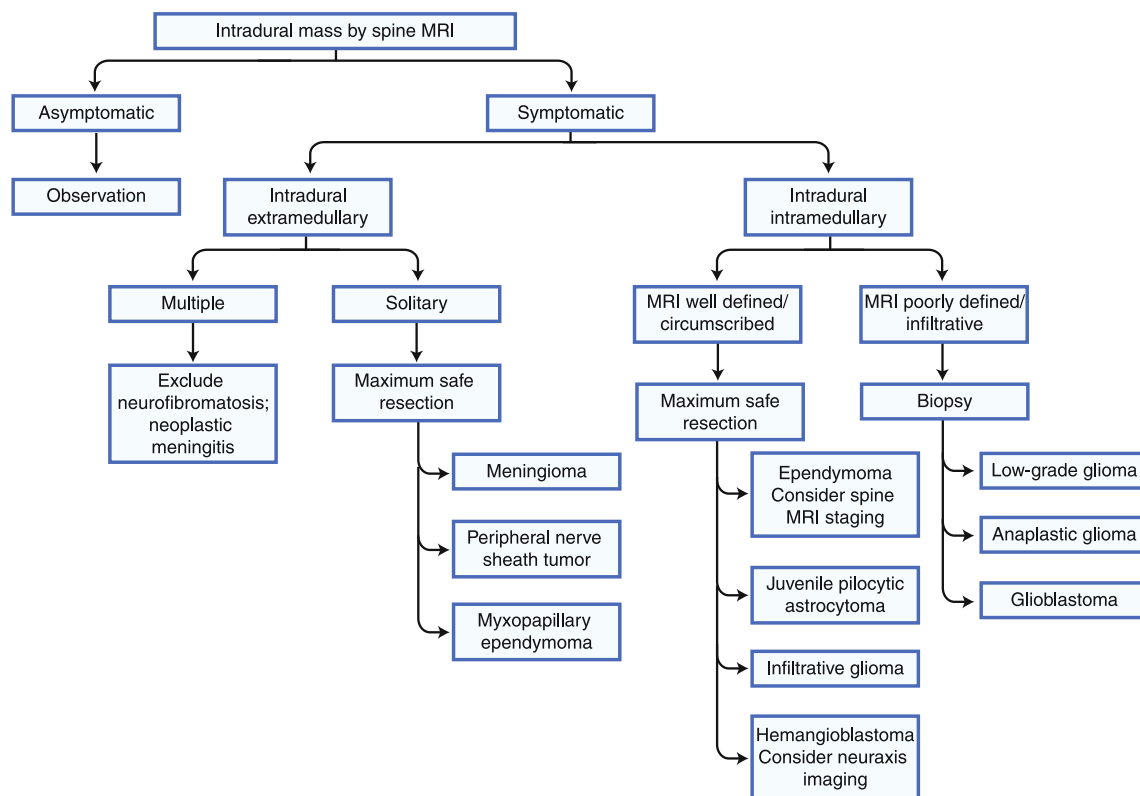 Intradural mass by spine MRI
Asymptomatic
Symptomatic
Observation
Intradural
extramedullary
Intradural
intramedullary
Multiple
Solitary
MRI well defined/
circumscribed
MRI poorly defined/
infiltrative
Exclude
neurofibromatosis;
neoplastic
meningitis
Maximum safe
resection
Maximum safe
resection
Biopsy
Meningioma
Peripheral nerve
sheath tumor
Myxopapillary
ependymoma
Ependymoma
Consider spine
MRI staging
Juvenile pilocytic
astrocytoma
Infiltrative glioma
Hemangioblastoma
Consider neuraxis
imaging
Low-grade glioma
Anaplastic glioma
Glioblastoma